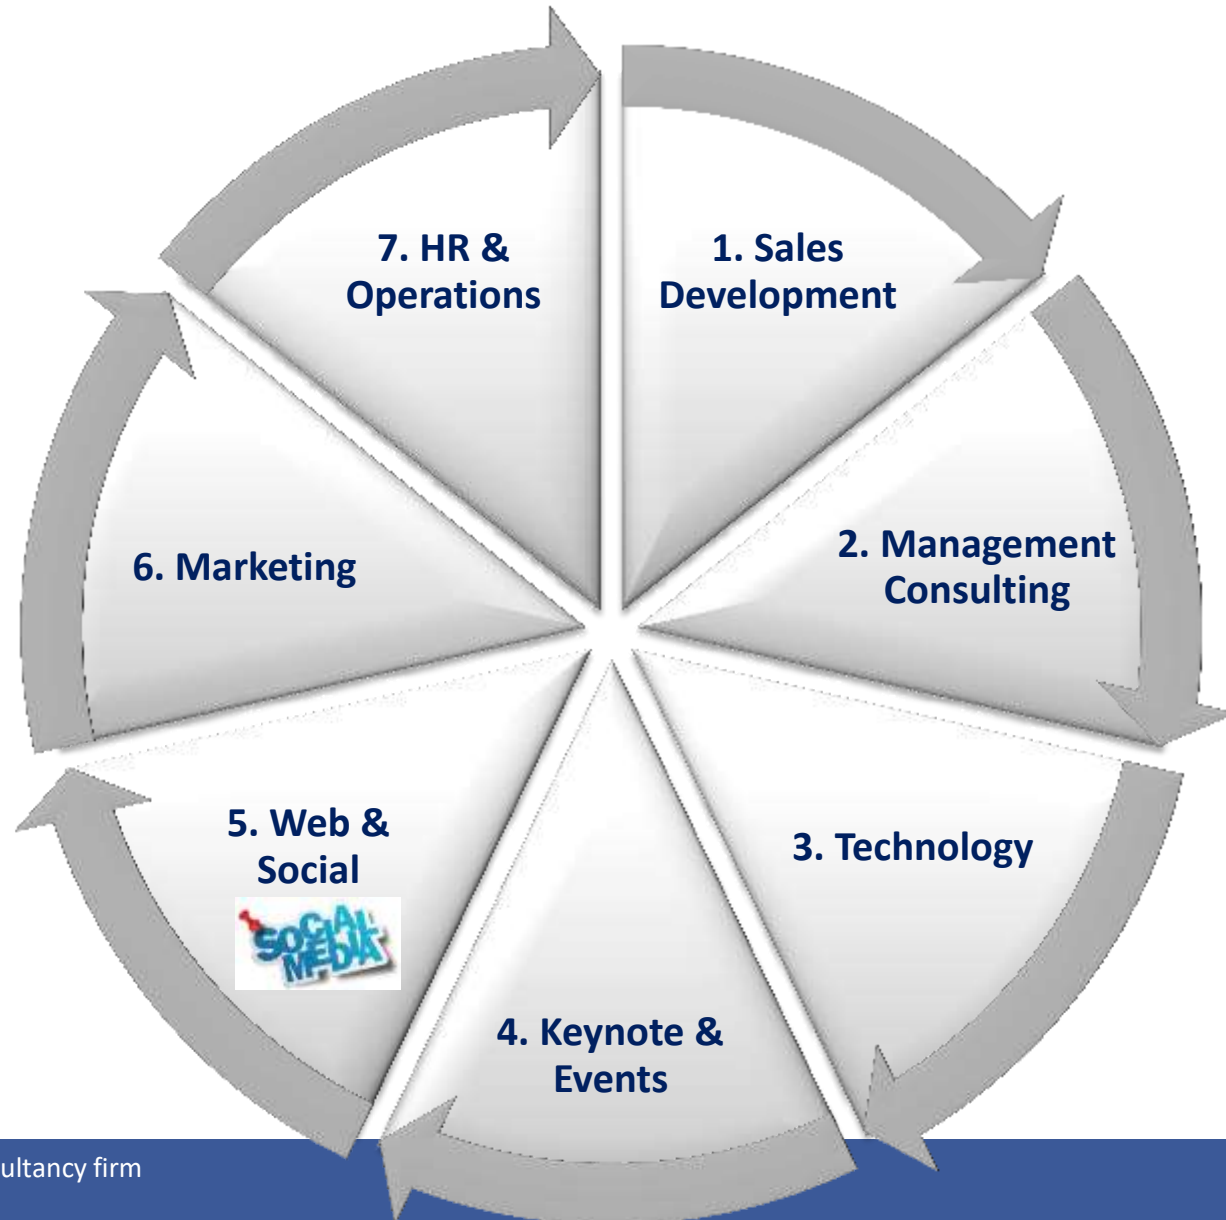 1. Sales
Development
2. Management
Consulting
3. Technology
4. Keynote &
Events
5. Web &
Social
SOCIAL
MEDIA
6. Marketing
7. HR &
Operations
ultancy firm